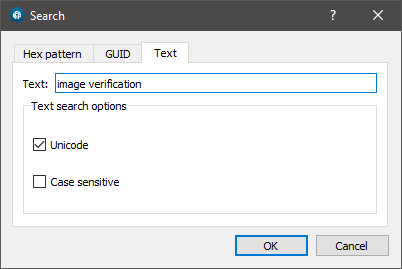 Search
Hex pattern GUID Text
Text: image verification
Text search options
Unicode
Case sensitive
OK Cancel